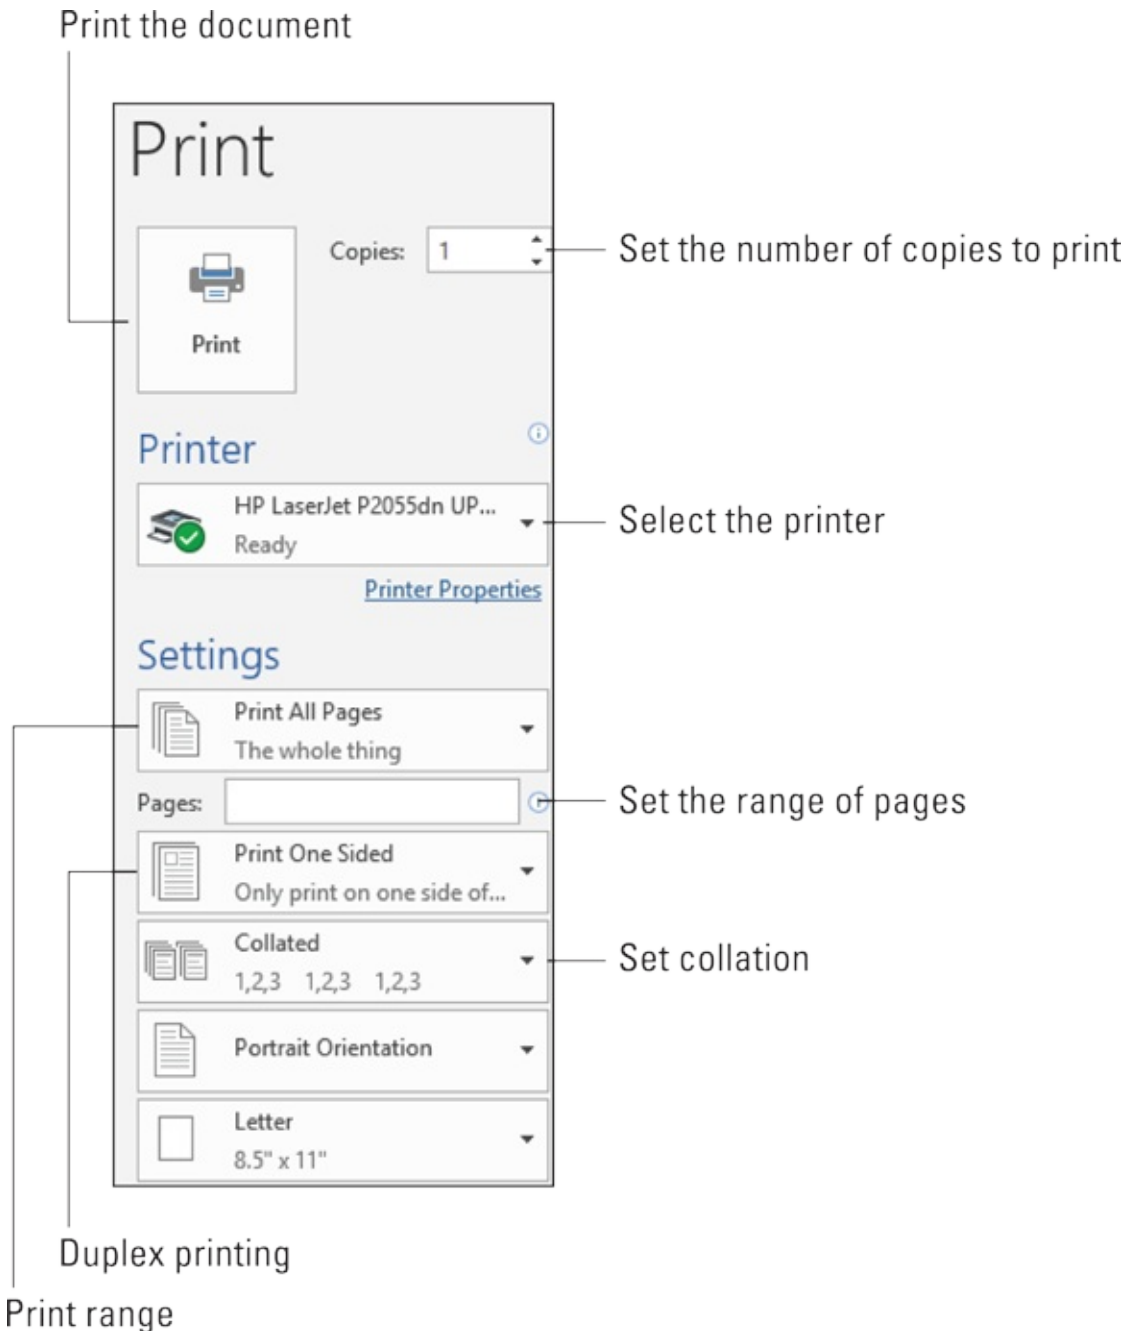 Print the document
Print
Copies: 1
Set the number of copies to print
Print
Printer
HP LaserJet P2055dn UP...
Ready
Select the printer
Printer Properties
Settings
Print All Pages
The whole thing
Pages:
Set the range of pages
Print One Sided
Only print on one side of...
Collated
1,2,3 1,2,3 1,2,3
Set collation
Portrait Orientation
Letter
8.5" x 11"
Duplex printing
Print range